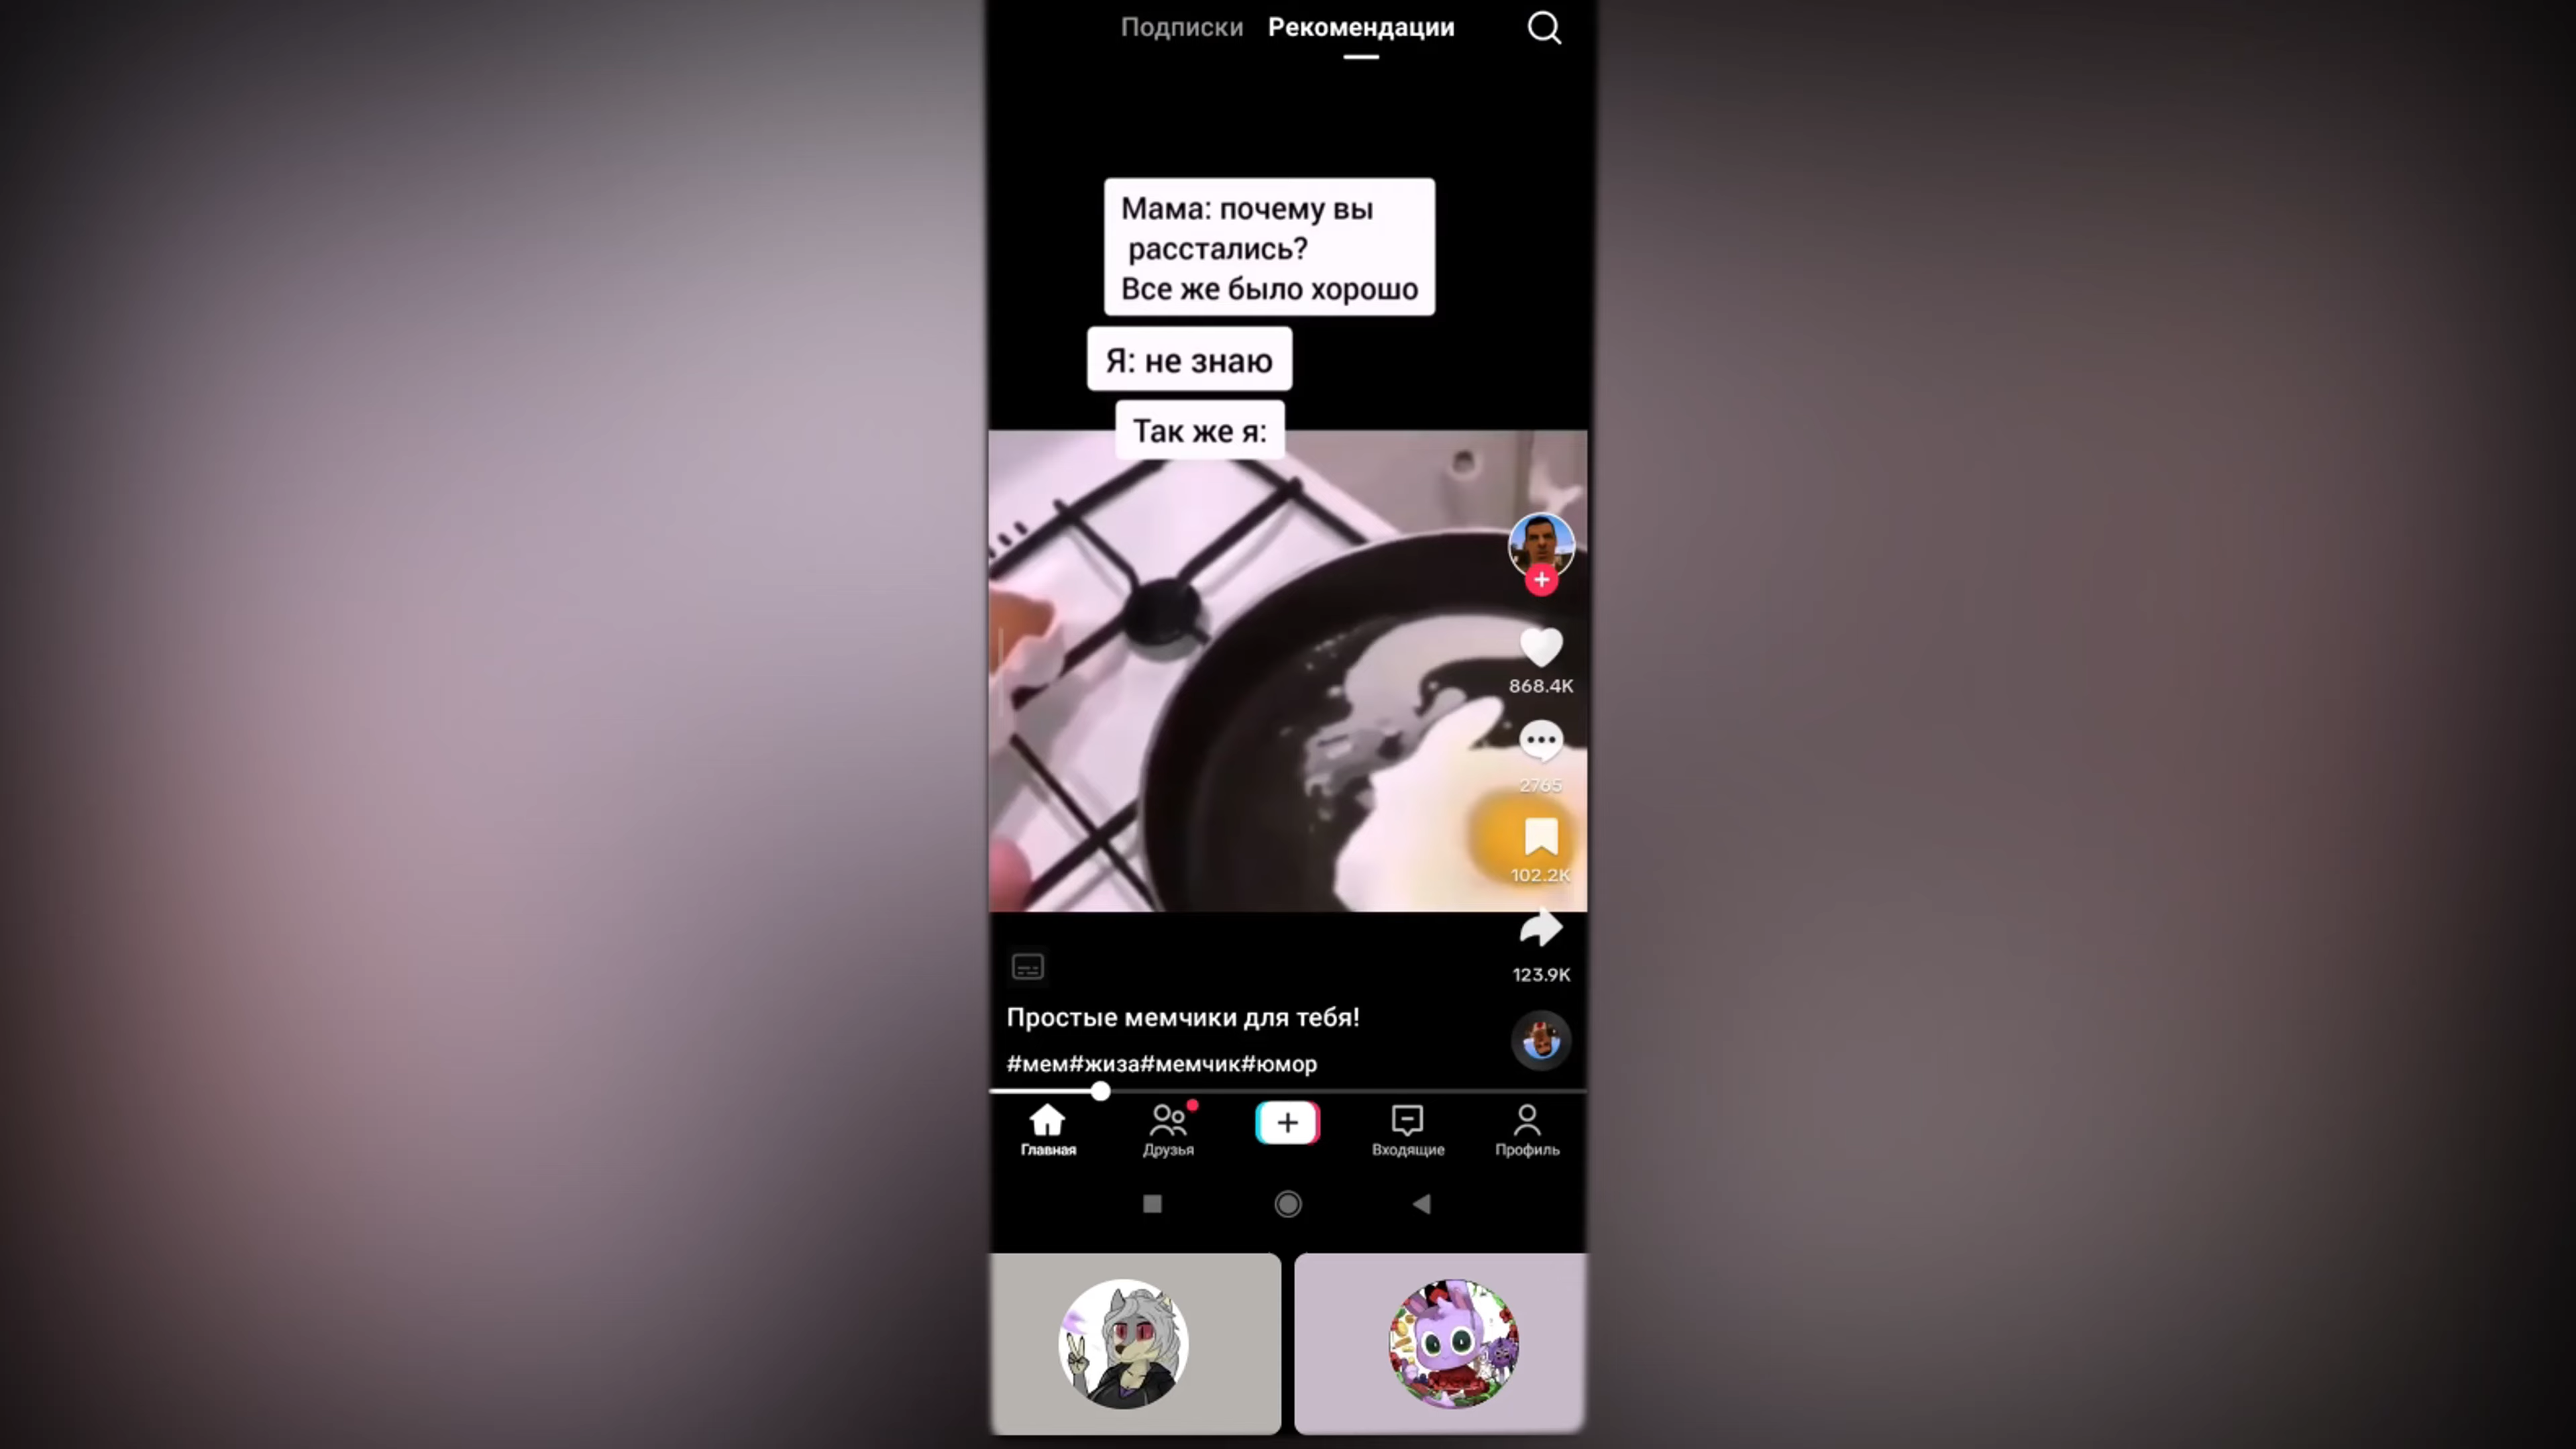 Подписки Рекомендации
Мама: почему вы
расстались?
Все же было хорошо
Я: не знаю
Так же я:
868.4K
2765
102.2K
123.9K
Простые мемчики для тебя!
#мем#жиза#мемчик#юмор
Главная Друзья Входящие Профиль